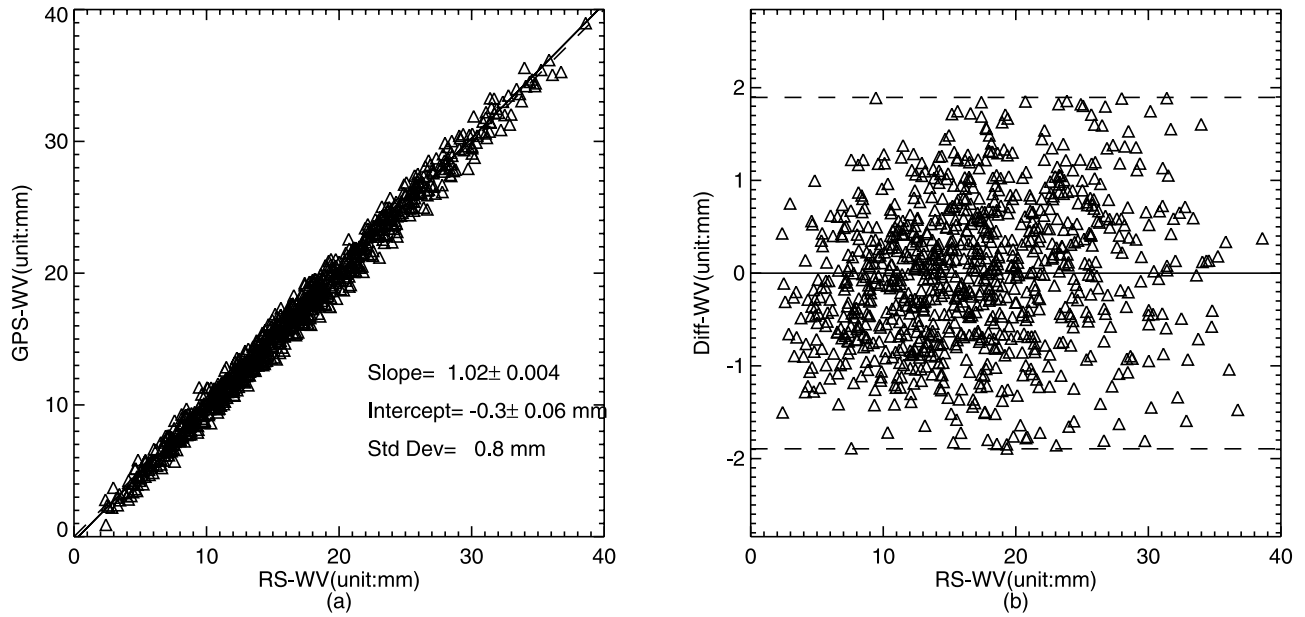 40
30
20
10
0
GPS-WV(unit:mm)
Slope= 1.02± 0.004
Intercept= -0.3± 0.06 mm
Std Dev= 0.8 mm
0 10 20 30 40
RS-WV(unit:mm)
(a)
2
1
0
-1
-2
Diff-WV(unit:mm)
0 10 20 30 40
RS-WV(unit:mm)
(b)